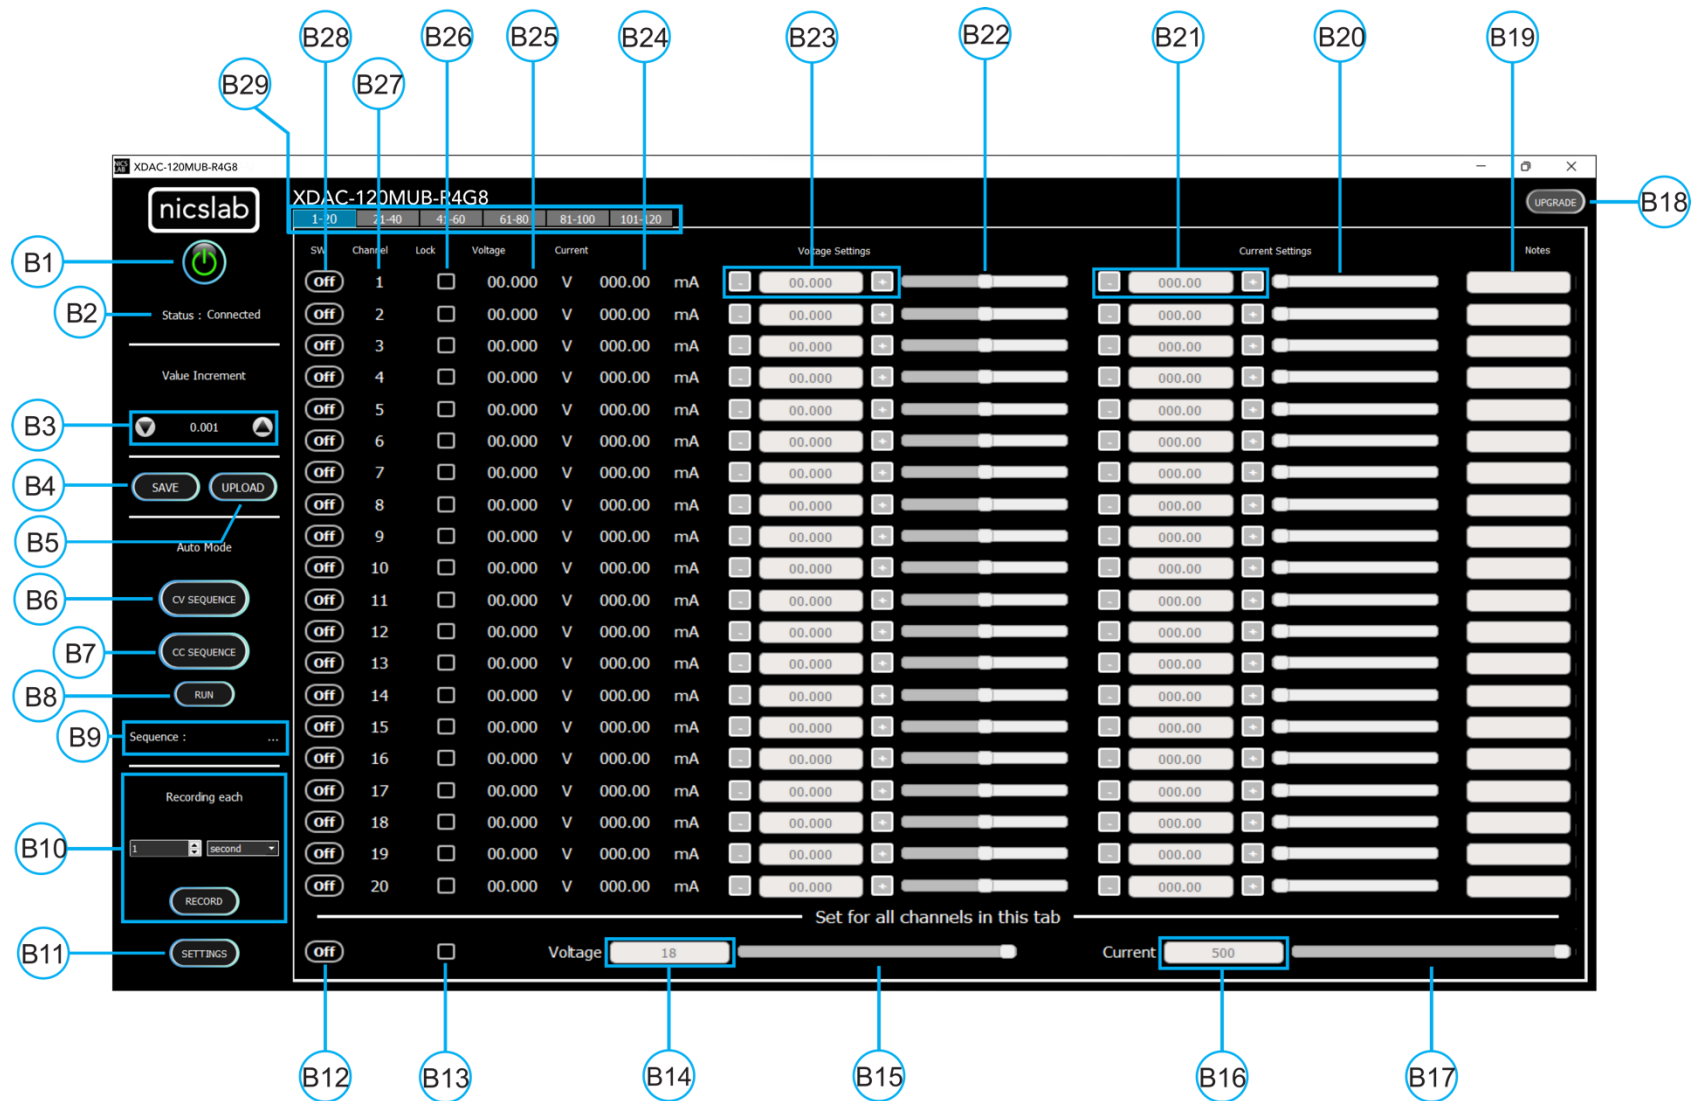 B28 B26 B25 B24 B23 B22 B21 B20 B19
B29 B27
NICS LAB XDAC-120MUB-R4G8
nicslab
XDAC-120MUB-R4G8
UPGRADE B18
1-20 21-40 41-60 61-80 81-100 101-120
SW Channel Lock Voltage Current Voltage Settings Current Settings Notes
B1
Off 1 00.000 V 000.00 mA - 00.000 + - 000.00 +
B2 Status : Connected
Off 2 00.000 V 000.00 mA - 00.000 + - 000.00 +
Off 3 00.000 V 000.00 mA - 00.000 + - 000.00 +
Value Increment
Off 4 00.000 V 000.00 mA - 00.000 + - 000.00 +
Off 5 00.000 V 000.00 mA - 00.000 + - 000.00 +
B3 0.001
Off 6 00.000 V 000.00 mA - 00.000 + - 000.00 +
Off 7 00.000 V 000.00 mA - 00.000 + - 000.00 +
B4 SAVE UPLOAD
Off 8 00.000 V 000.00 mA - 00.000 + - 000.00 +
B5
Auto Mode
Off 9 00.000 V 000.00 mA - 00.000 + - 000.00 +
Off 10 00.000 V 000.00 mA - 00.000 + - 000.00 +
B6 CV SEQUENCE
Off 11 00.000 V 000.00 mA - 00.000 + - 000.00 +
Off 12 00.000 V 000.00 mA - 00.000 + - 000.00 +
B7 CC SEQUENCE
Off 13 00.000 V 000.00 mA - 00.000 + - 000.00 +
B8 RUN
Off 14 00.000 V 000.00 mA - 00.000 + - 000.00 +
Off 15 00.000 V 000.00 mA - 00.000 + - 000.00 +
B9 Sequence : ...
Off 16 00.000 V 000.00 mA - 00.000 + - 000.00 +
Off 17 00.000 V 000.00 mA - 00.000 + - 000.00 +
Recording each
Off 18 00.000 V 000.00 mA - 00.000 + - 000.00 +
B10 1 second
Off 19 00.000 V 000.00 mA - 00.000 + - 000.00 +
Off 20 00.000 V 000.00 mA - 00.000 + - 000.00 +
RECORD
Set for all channels in this tab
B11 SETTINGS
Off Voltage 18 Current 500
B12 B13 B14 B15 B16 B17